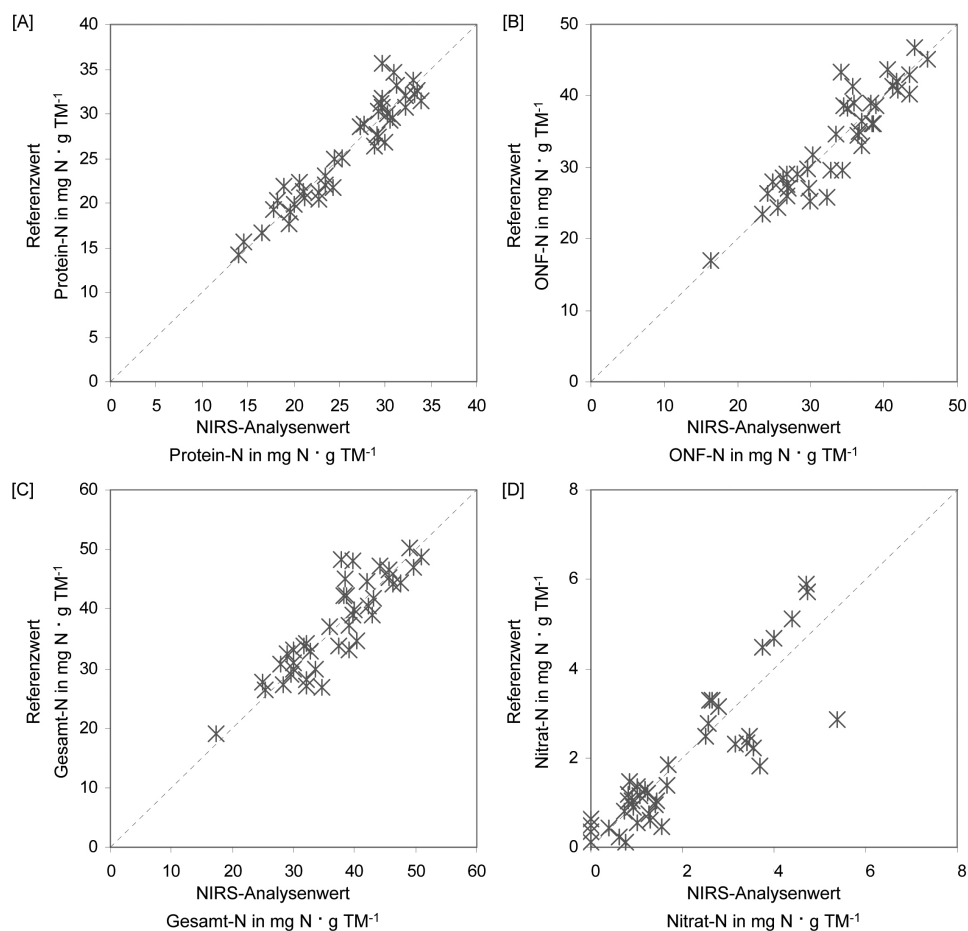 [A]
40
35
30
25
20
15
10
5
0
Referenzwert
Protein-N in mg N · g TM⁻¹
0 5 10 15 20 25 30 35 40
NIRS-Analysenwert
Protein-N in mg N · g TM⁻¹
[B]
50
40
30
20
10
0
Referenzwert
ONF-N in mg N · g TM⁻¹
0 10 20 30 40 50
NIRS-Analysenwert
ONF-N in mg N · g TM⁻¹
[C]
60
50
40
30
20
10
0
Referenzwert
Gesamt-N in mg N · g TM⁻¹
0 10 20 30 40 50 60
NIRS-Analysenwert
Gesamt-N in mg N · g TM⁻¹
[D]
8
6
4
2
0
Referenzwert
Nitrat-N in mg N · g TM⁻¹
0 2 4 6 8
NIRS-Analysenwert
Nitrat-N in mg N · g TM⁻¹